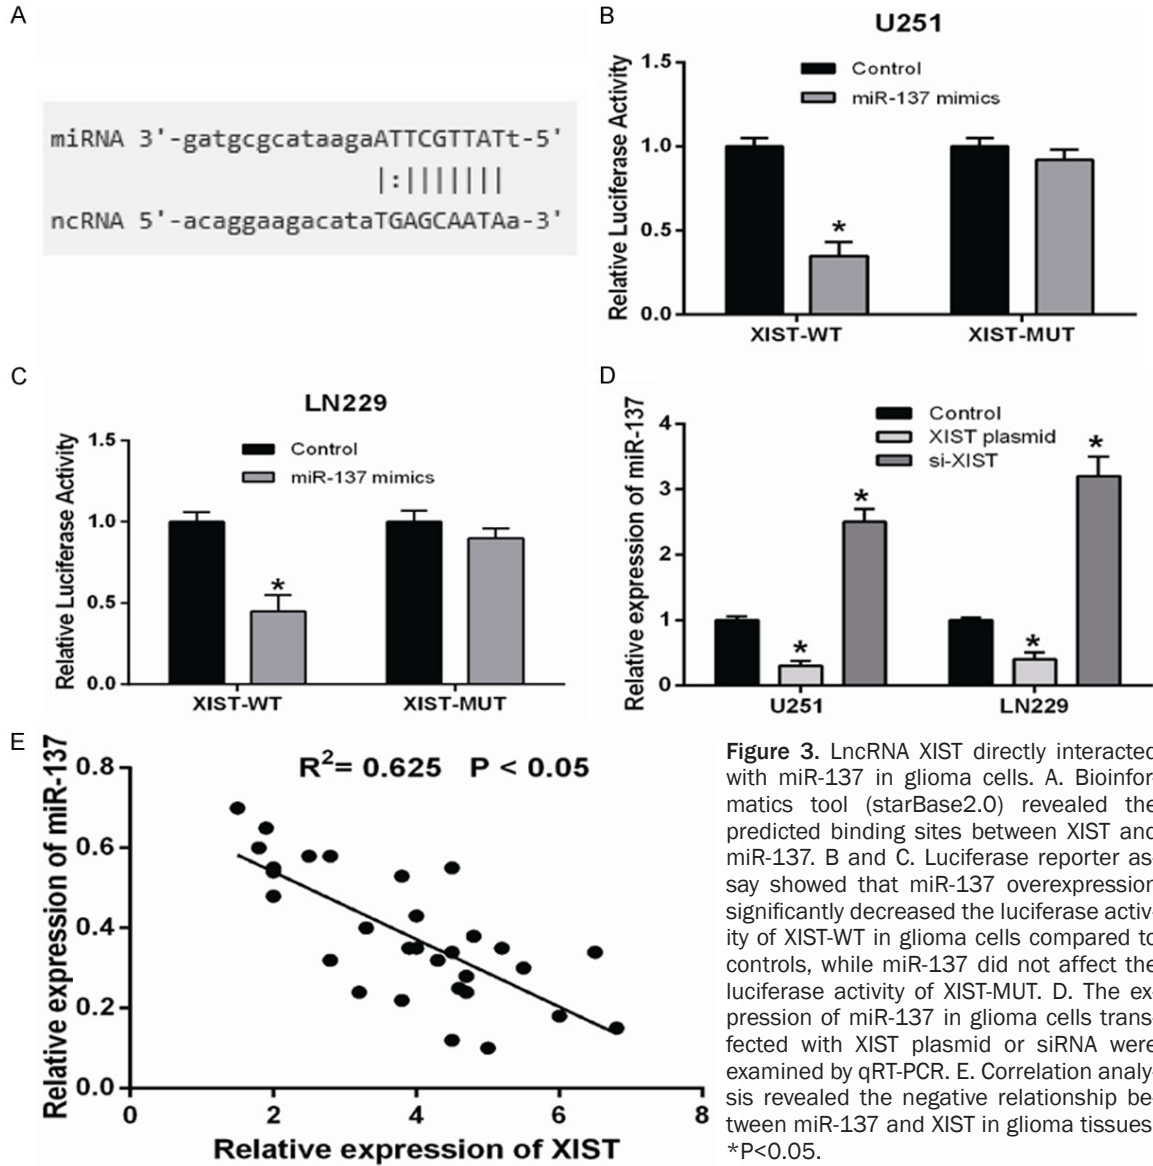 A
miRNA 3'-gatgcgcataagaATTCGTTATt-5'
|:|||||||
ncRNA 5'-acaggaagacataTGAGCAATAa-3'
B
U251
Relative Luciferase Activity
1.5
1.0
0.5
0.0
Control
miR-137 mimics
*
XIST-WT
XIST-MUT
C
LN229
Relative Luciferase Activity
1.5
1.0
0.5
0.0
Control
miR-137 mimics
*
XIST-WT
XIST-MUT
D
Relative expression of miR-137
4
3
2
1
0
Control
XIST plasmid
si-XIST
*
*
*
*
U251
LN229
E
Relative expression of miR-137
R²= 0.625 P < 0.05
0.8
0.6
0.4
0.2
0.0
0
2
4
6
8
Relative expression of XIST
Figure 3. LncRNA XIST directly interacted
with miR-137 in glioma cells. A. Bioinfor-
matics tool (starBase2.0) revealed the
predicted binding sites between XIST and
miR-137. B and C. Luciferase reporter as-
say showed that miR-137 overexpression
significantly decreased the luciferase activ-
ity of XIST-WT in glioma cells compared to
controls, while miR-137 did not affect the
luciferase activity of XIST-MUT. D. The ex-
pression of miR-137 in glioma cells trans-
fected with XIST plasmid or siRNA were
examined by qRT-PCR. E. Correlation analy-
sis revealed the negative relationship be-
tween miR-137 and XIST in glioma tissues.
*P<0.05.